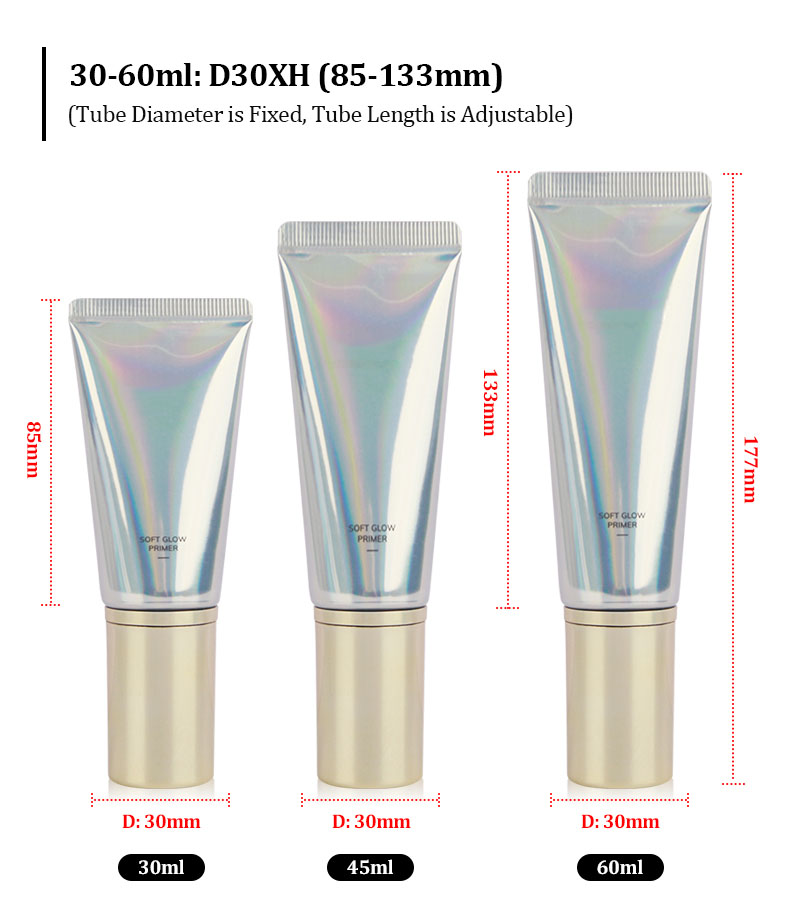 30-60ml: D30XH (85-133mm)
(Tube Diameter is Fixed, Tube Length is Adjustable)
85mm
133mm
177mm
SOFT GLOW
PRIMER
SOFT GLOW
PRIMER
SOFT GLOW
PRIMER
D: 30mm
D: 30mm
D: 30mm
30ml
45ml
60ml